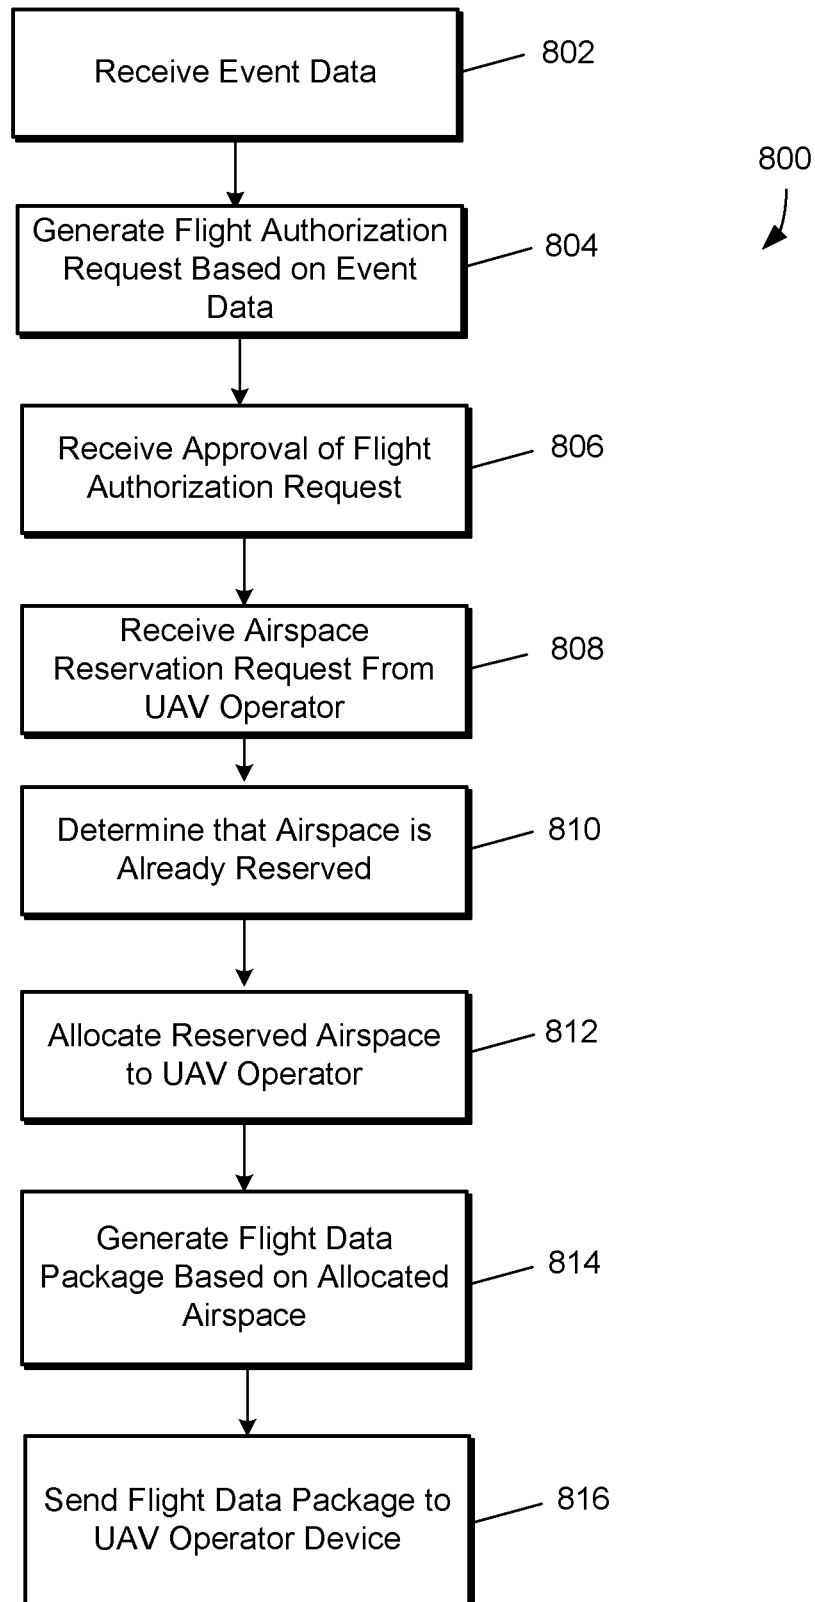 Receive Event Data
802
800
Generate Flight Authorization
Request Based on Event
Data
804
Receive Approval of Flight
Authorization Request
806
Receive Airspace
Reservation Request From
UAV Operator
808
Determine that Airspace is
Already Reserved
810
Allocate Reserved Airspace
to UAV Operator
812
Generate Flight Data
Package Based on Allocated
Airspace
814
Send Flight Data Package to
UAV Operator Device
816